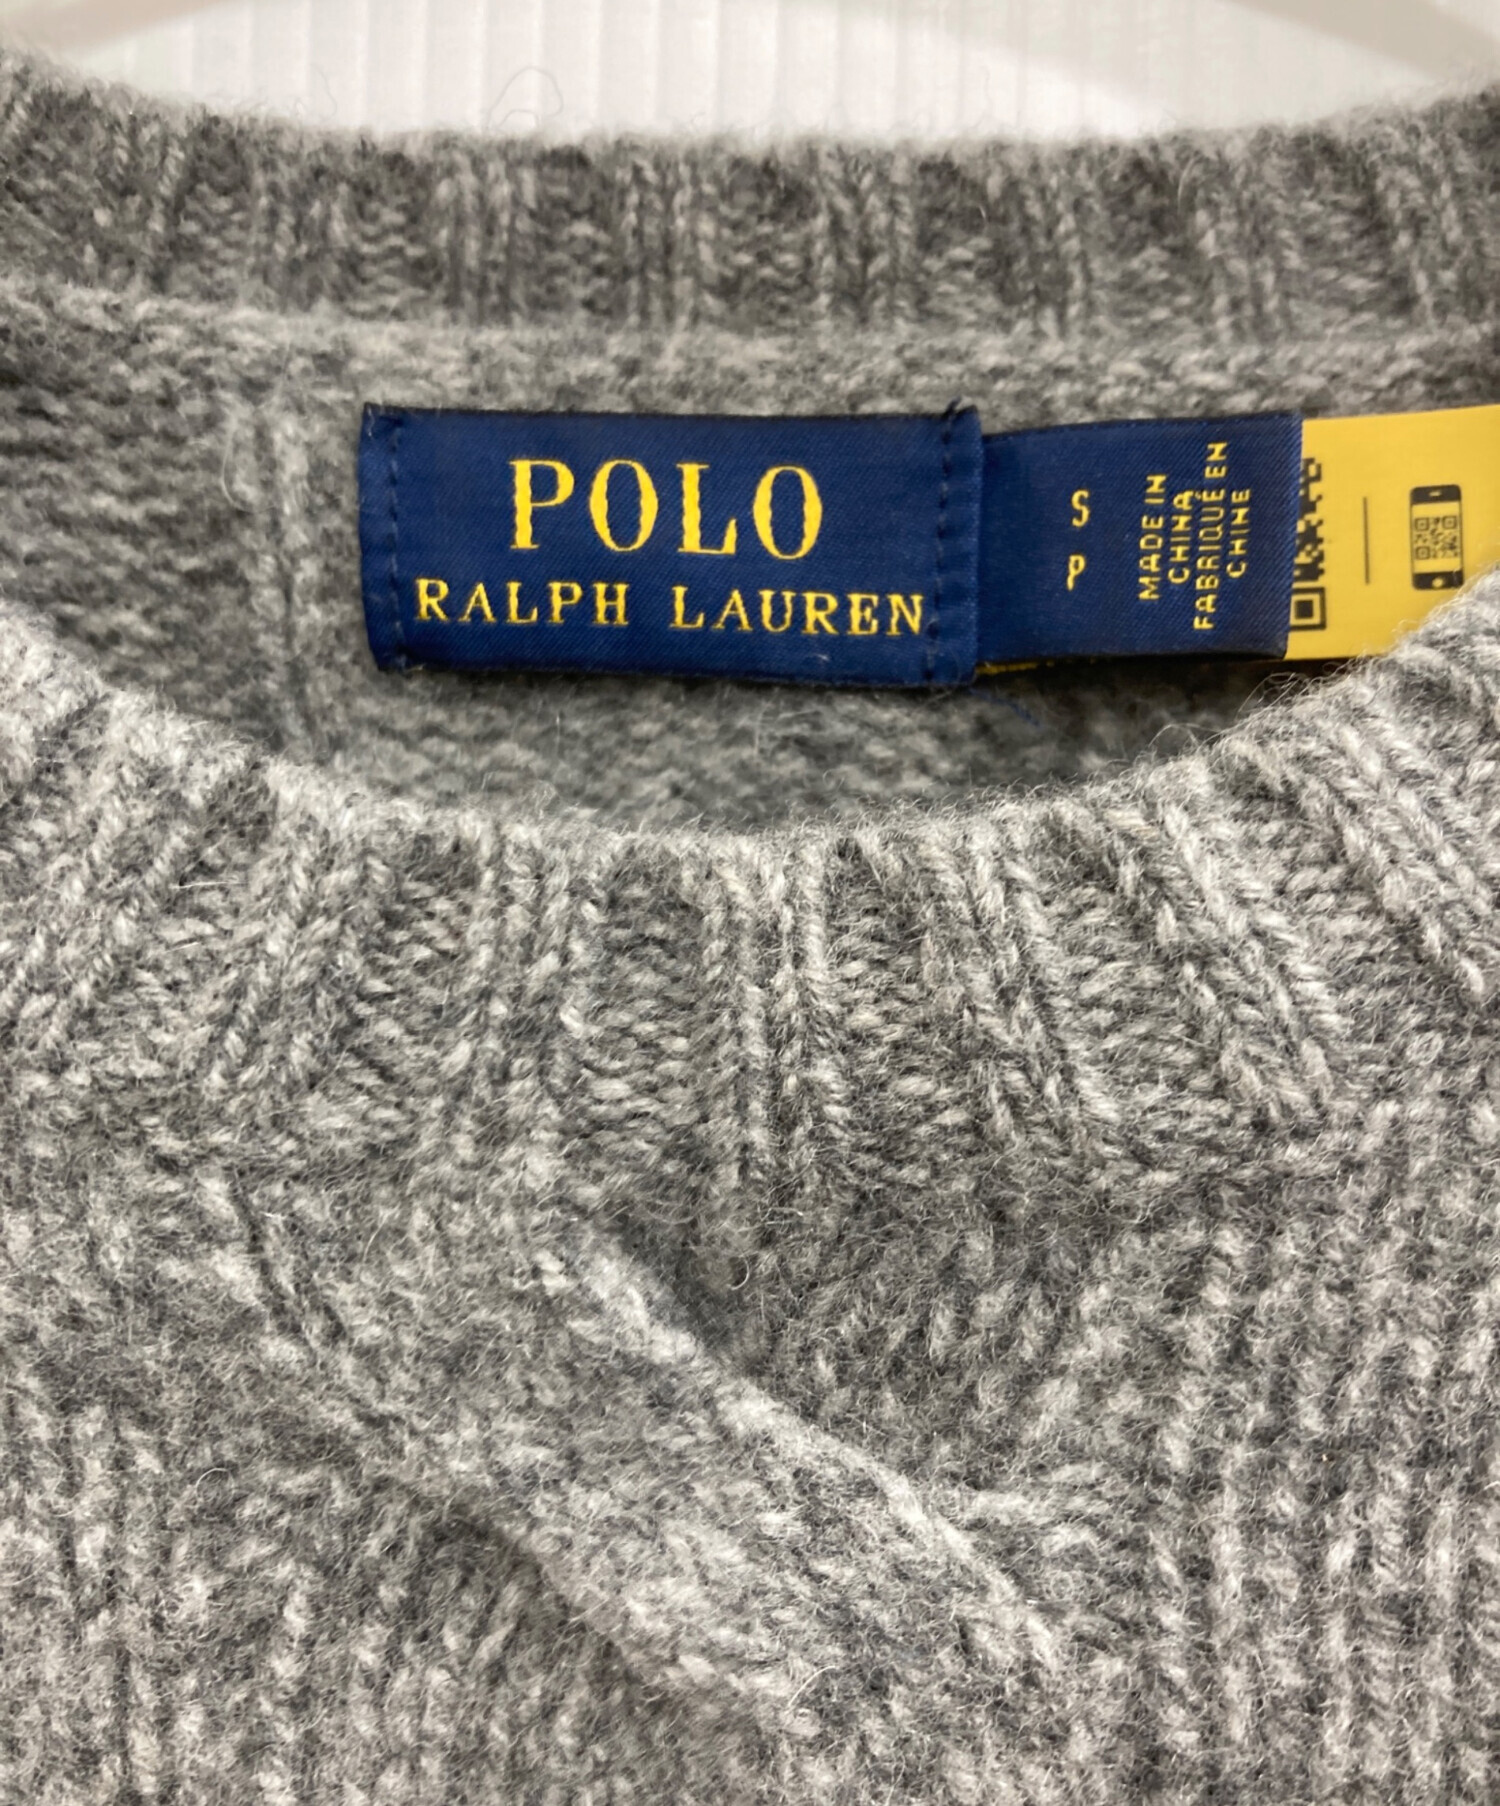 POLO
RALPH LAUREN
S
P
MADE IN
CHINA
FABRIQUÉ EN
CHINE